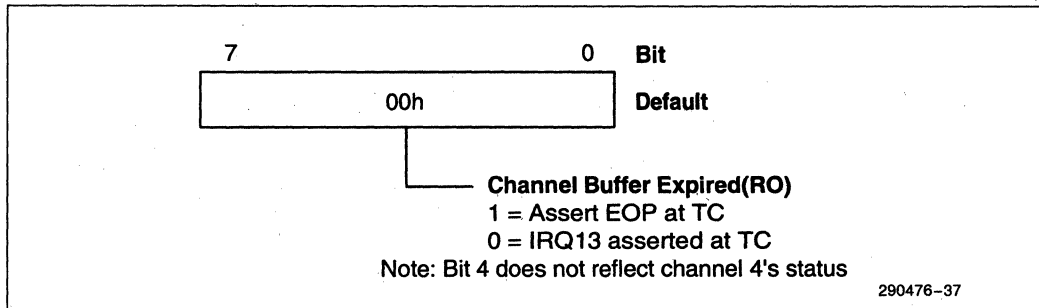 7 0 Bit
00h Default
Channel Buffer Expired(RO)
1 = Assert EOP at TC
0 = IRQ13 asserted at TC
Note: Bit 4 does not reflect channel 4's status
290476-37